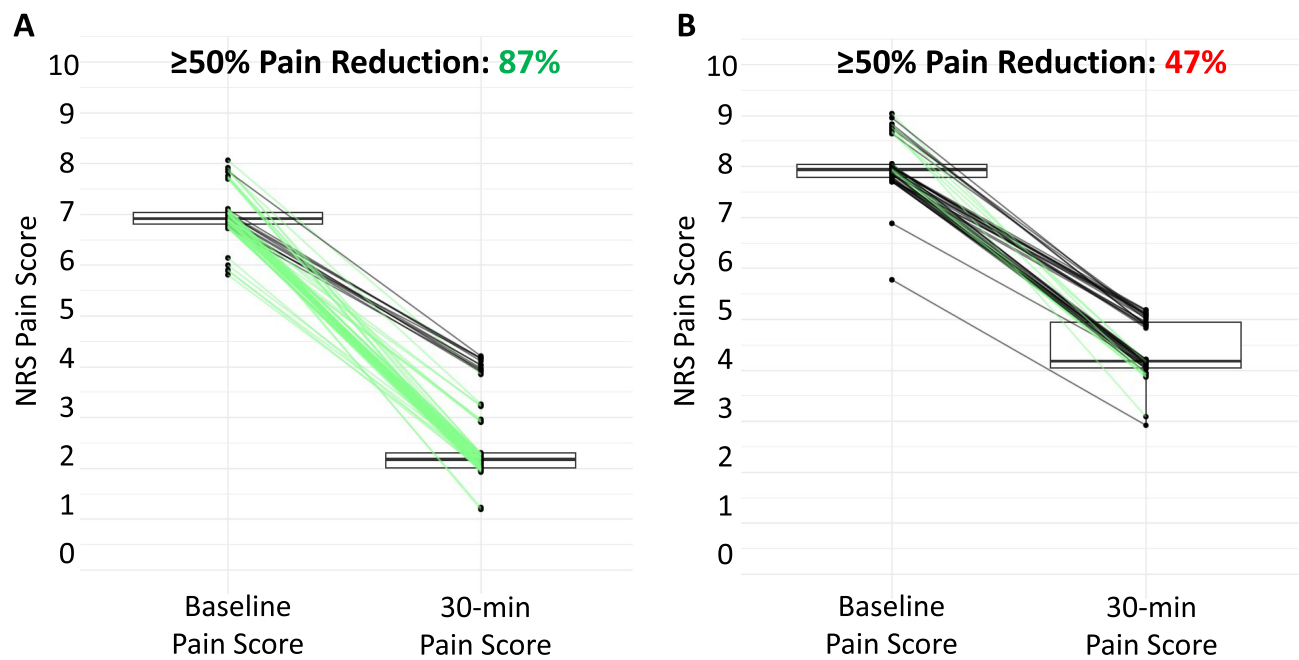 A
≥50% Pain Reduction: 87%
NRS Pain Score
10
9
8
7
6
5
4
3
2
1
0
Baseline
Pain Score
30-min
Pain Score
B
≥50% Pain Reduction: 47%
NRS Pain Score
10
9
8
7
6
5
4
3
2
1
0
Baseline
Pain Score
30-min
Pain Score